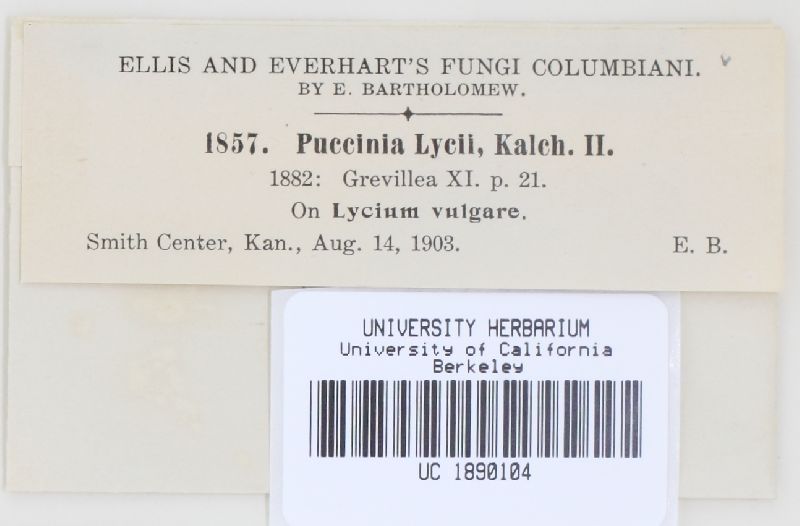 ELLIS AND EVERHART'S FUNGI COLUMBIANI.
BY E. BARTHOLOMEW.
1857. Puccinia Lycii, Kalch. II.
1882: Grevillea XI. p. 21.
On Lycium vulgare.
Smith Center, Kan., Aug. 14, 1903. E. B.
UNIVERSITY HERBARIUM
University of California
Berkeley
UC 1890104